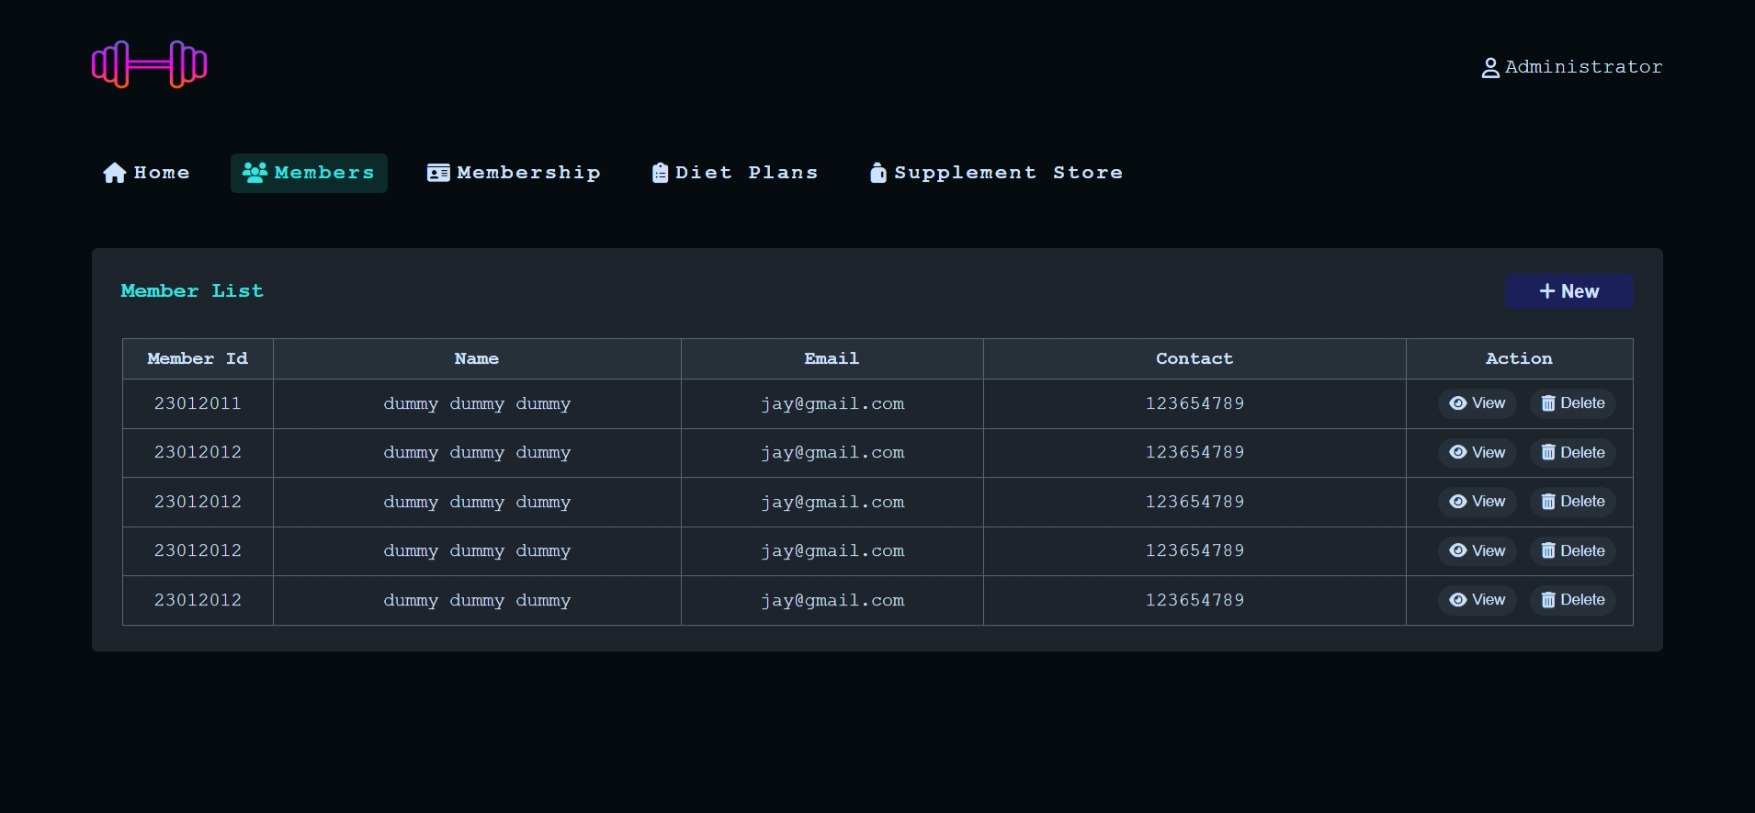 Administrator
Home Members Membership Diet Plans Supplement Store
Member List + New
Member Id Name Email Contact Action
23012011 dummy dummy dummy jay@gmail.com 123654789 View Delete
23012012 dummy dummy dummy jay@gmail.com 123654789 View Delete
23012012 dummy dummy dummy jay@gmail.com 123654789 View Delete
23012012 dummy dummy dummy jay@gmail.com 123654789 View Delete
23012012 dummy dummy dummy jay@gmail.com 123654789 View Delete